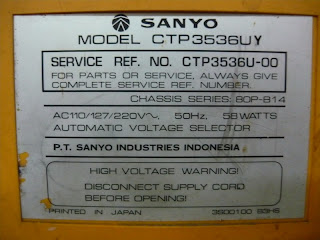 SANYO
MODEL CTP3536UY
SERVICE REF. NO. CTP3536U-00
FOR PARTS OR SERVICE, ALWAYS GIVE
COMPLETE SERVICE REF. NUMBER.
CHASSIS SERIES: 80P-B14
AC110/127/220V~, 50Hz, 58WATTS
AUTOMATIC VOLTAGE SELECTOR
P.T. SANYO INDUSTRIES INDONESIA
HIGH VOLTAGE WARNING!
DISCONNECT SUPPLY CORD
BEFORE OPENING!
PRINTED IN JAPAN